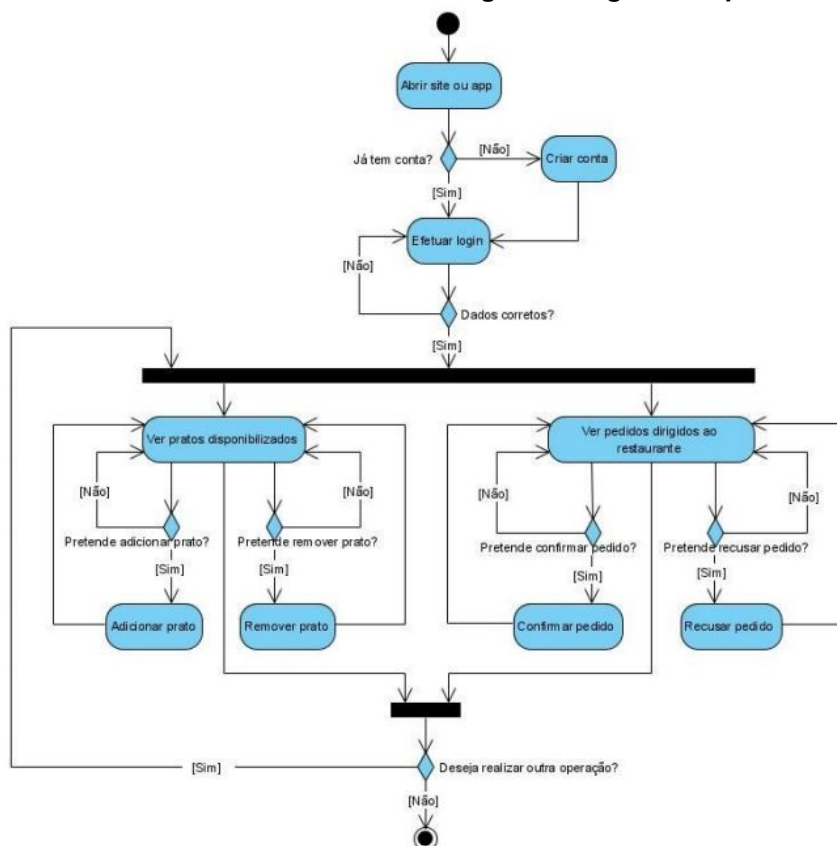 Abrir site ou app
Já tem conta?
[Não]
Criar conta
[Sim]
Efetuar login
[Não]
Dados corretos?
[Sim]
Ver pratos disponibilizados
Ver pedidos dirigidos ao
restaurante
[Não]
[Não]
[Não]
[Não]
Pretende adicionar prato?
Pretende remover prato?
Pretende confirmar pedido?
Pretende recusar pedido?
[Sim]
[Sim]
[Sim]
[Sim]
Adicionar prato
Remover prato
Confirmar pedido
Recusar pedido
[Sim]
Deseja realizar outra operação?
[Não]